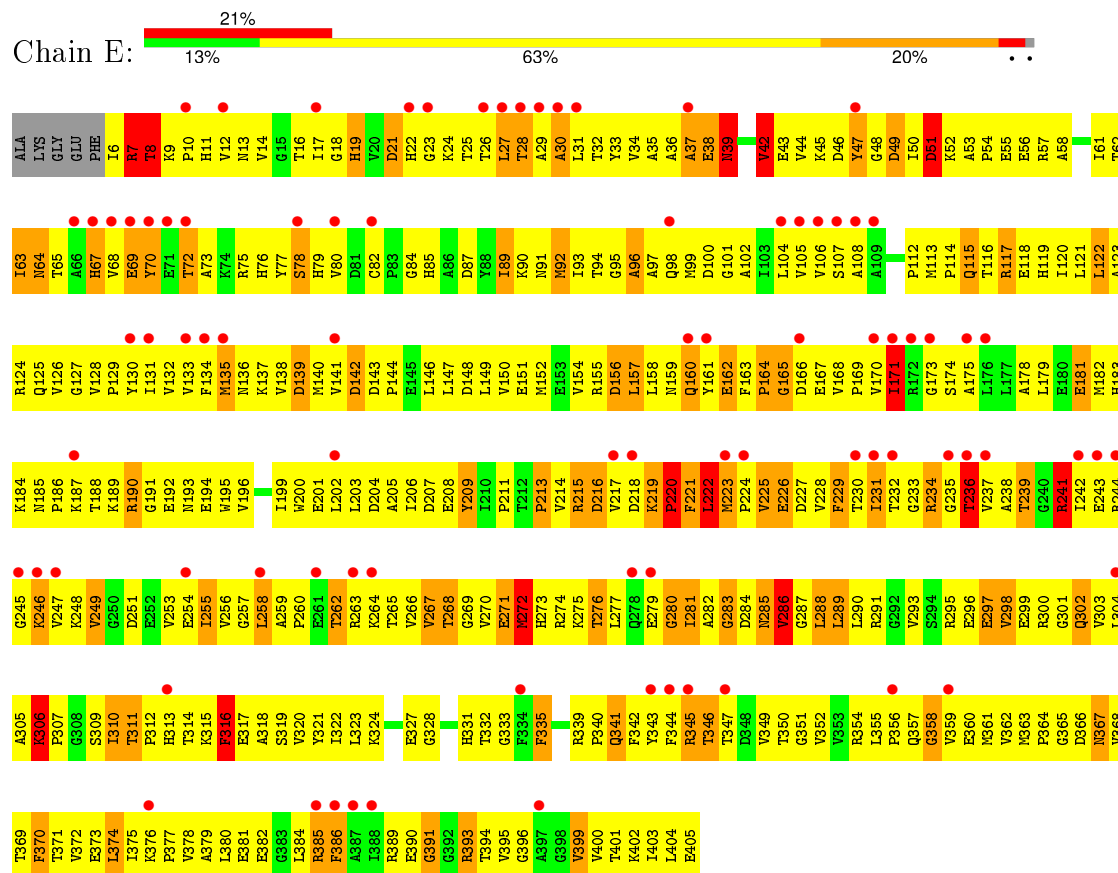 Chain E:
21%
13% 63% 20% • •
ALA LYS GLY GLU PHE I6 R7 T8 K9 P10 H11 V12 N13 V14 G15 T16 I17 G18 H19 V20 D21 H22 G23 K24 T25 T26 L27 T28 A29 A30 L31 T32 Y33 V34 A35 A36 A37 E38 N39 V42 E43 V44 K45 D46 Y47 G48 D49 I50 D51 K52 A53 P54 E55 E56 R57 A58 I61 T62
I63 N64 T65 A66 H67 V68 E69 Y70 E71 T72 A73 K74 R75 H76 Y77 S78 H79 V80 D81 C82 P83 G84 H85 A86 D87 Y88 I89 K90 N91 M92 I93 T94 G95 A96 A97 Q98 M99 D100 G101 A102 I103 L104 V105 V106 S107 A108 A109 P112 M113 P114 Q115 T116 R117 E118 H119 I120 L121 L122 A123
R124 Q125 V126 G127 V128 P129 Y130 I131 V132 V133 F134 M135 N136 K137 V138 D139 M140 V141 D142 D143 P144 E145 L146 L147 D148 L149 V150 E151 M152 E153 V154 R155 D156 L157 L158 N159 Q160 Y161 E162 F163 P164 G165 D166 E167 V168 P169 V170 I171 R172 G173 S174 A175 L176 L177 A178 L179 E180 E181 M182 H183
K184 N185 P186 K187 T188 K189 R190 G191 E192 N193 E194 W195 V196 I199 W200 E201 L202 L203 D204 A205 I206 D207 E208 Y209 I210 P211 T212 P213 V214 R215 D216 V217 D218 K219 P220 F221 L222 M223 P224 V225 E226 D227 V228 F229 T230 I231 T232 G233 R234 G235 T236 V237 A238 T239 G240 R241 I242 E243 R244
G245 K246 V247 K248 V249 G250 D251 E252 V253 E254 I255 V256 G257 L258 A259 P260 E261 T262 R263 K264 T265 V266 V267 T268 G269 V270 E271 M272 H273 R274 K275 T276 L277 Q278 E279 G280 I281 A282 G283 D284 N285 V286 G287 L288 L289 L290 R291 G292 V293 S294 R295 E296 E297 V298 E299 R300 G301 Q302 V303 L304
A305 K306 P307 G308 S309 I310 T311 P312 H313 T314 K315 F316 E317 A318 S319 V320 Y321 I322 L323 K324 E327 G328 H331 T332 G333 F334 F335 R339 P340 Q341 F342 Y343 F344 R345 T346 T347 D348 V349 T350 G351 V352 V353 R354 L355 P356 Q357 G358 V359 E360 M361 V362 M363 P364 G365 D366 N367 V368
T369 F370 T371 V372 E373 L374 I375 K376 P377 V378 A379 L380 E381 E382 G383 L384 R385 F386 A387 I388 R389 E390 G391 G392 R393 T394 V395 G396 A397 G398 V399 V400 T401 K402 I403 L404 E405